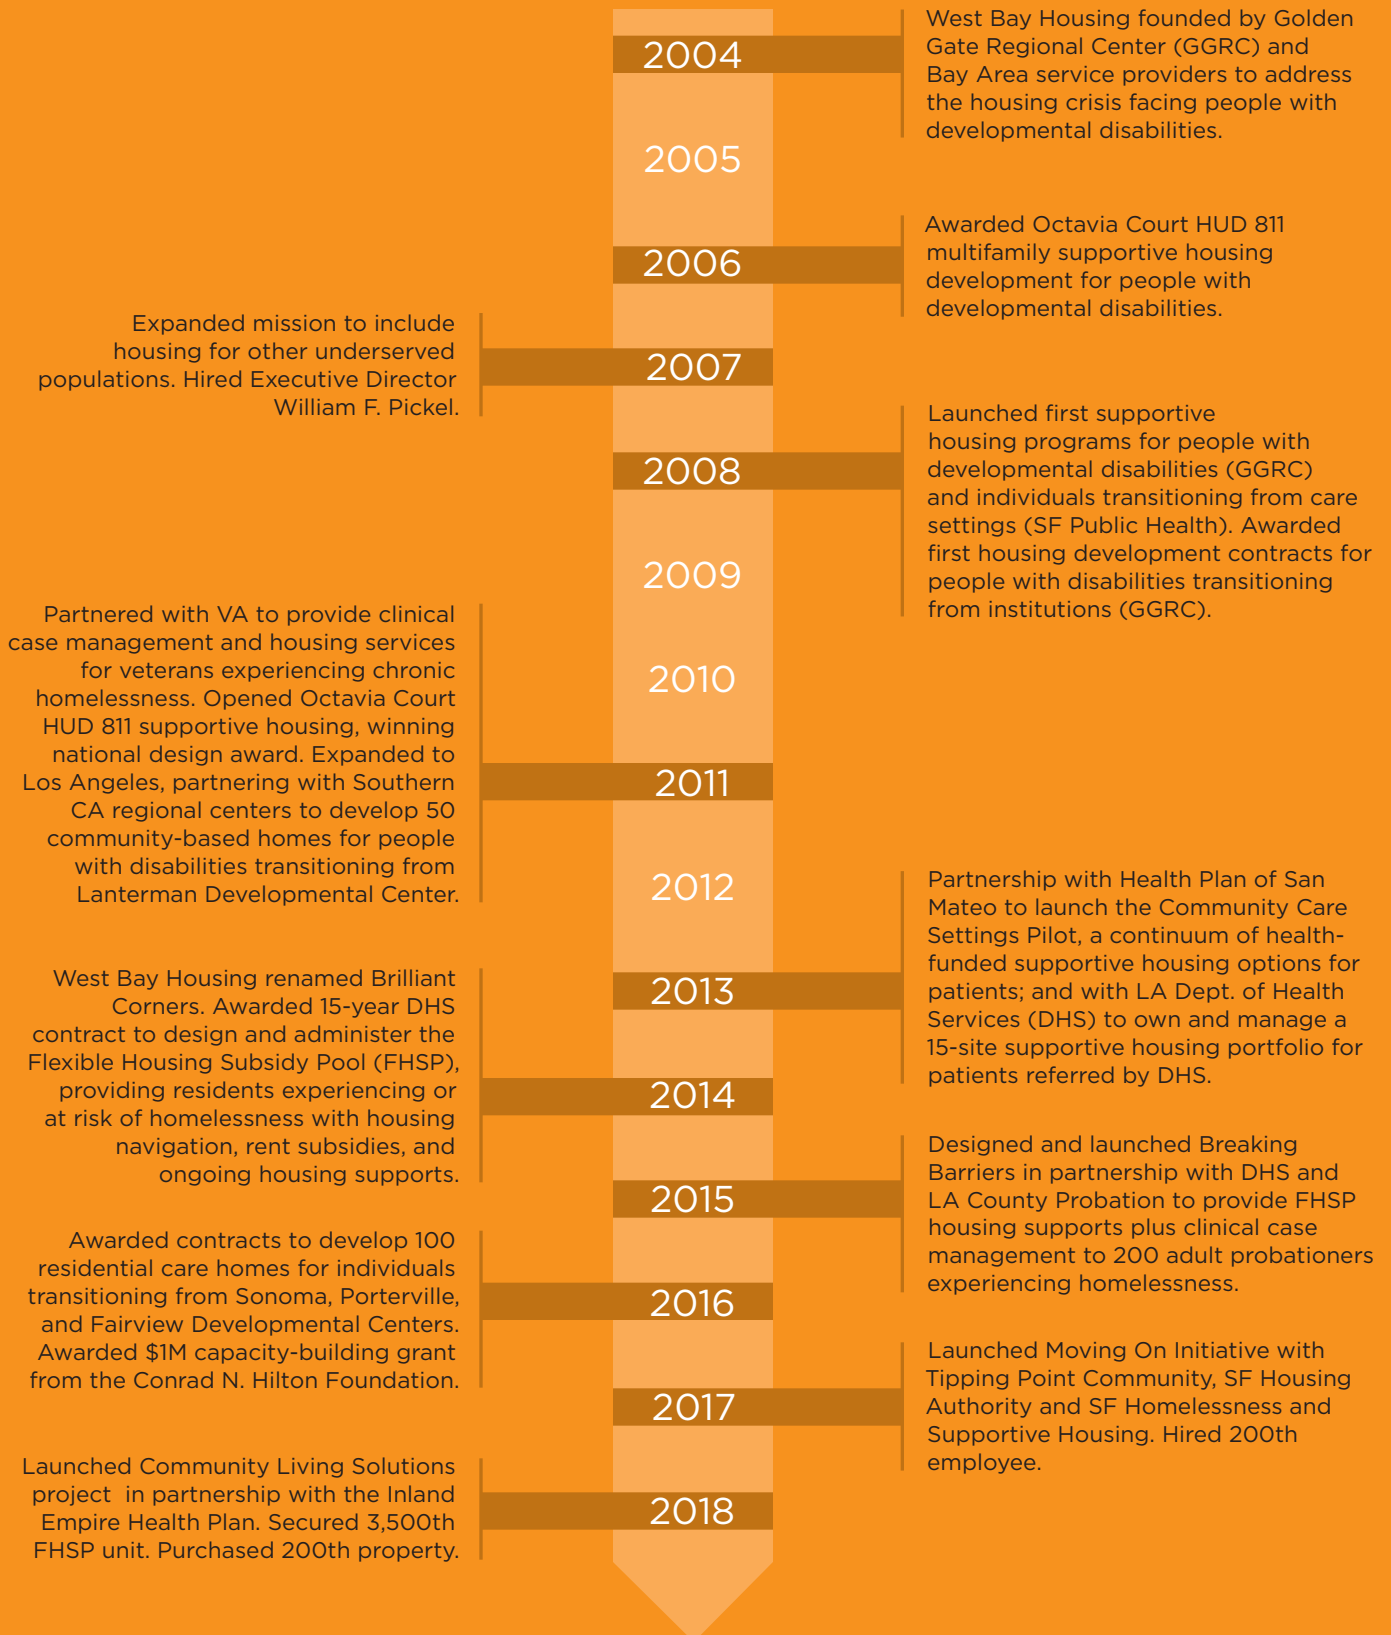 2004
West Bay Housing founded by Golden
Gate Regional Center (GGRC) and
Bay Area service providers to address
the housing crisis facing people with
developmental disabilities.
2005
2006
Awarded Octavia Court HUD 811
multifamily supportive housing
development for people with
developmental disabilities.
Expanded mission to include
housing for other underserved
populations. Hired Executive Director
William F. Pickel.
2007
2008
Launched first supportive
housing programs for people with
developmental disabilities (GGRC)
and individuals transitioning from care
settings (SF Public Health). Awarded
first housing development contracts for
people with disabilities transitioning
from institutions (GGRC).
2009
2010
Partnered with VA to provide clinical
case management and housing services
for veterans experiencing chronic
homelessness. Opened Octavia Court
HUD 811 supportive housing, winning
national design award. Expanded to
Los Angeles, partnering with Southern
CA regional centers to develop 50
community-based homes for people
with disabilities transitioning from
Lanterman Developmental Center.
2011
2012
2013
Partnership with Health Plan of San
Mateo to launch the Community Care
Settings Pilot, a continuum of health-
funded supportive housing options for
patients; and with LA Dept. of Health
Services (DHS) to own and manage a
15-site supportive housing portfolio for
patients referred by DHS.
West Bay Housing renamed Brilliant
Corners. Awarded 15-year DHS
contract to design and administer the
Flexible Housing Subsidy Pool (FHSP),
providing residents experiencing or
at risk of homelessness with housing
navigation, rent subsidies, and
ongoing housing supports.
2014
2015
Designed and launched Breaking
Barriers in partnership with DHS and
LA County Probation to provide FHSP
housing supports plus clinical case
management to 200 adult probationers
experiencing homelessness.
Awarded contracts to develop 100
residential care homes for individuals
transitioning from Sonoma, Porterville,
and Fairview Developmental Centers.
Awarded $1M capacity-building grant
from the Conrad N. Hilton Foundation.
2016
2017
Launched Moving On Initiative with
Tipping Point Community, SF Housing
Authority and SF Homelessness and
Supportive Housing. Hired 200th
employee.
Launched Community Living Solutions
project in partnership with the Inland
Empire Health Plan. Secured 3,500th
FHSP unit. Purchased 200th property.
2018